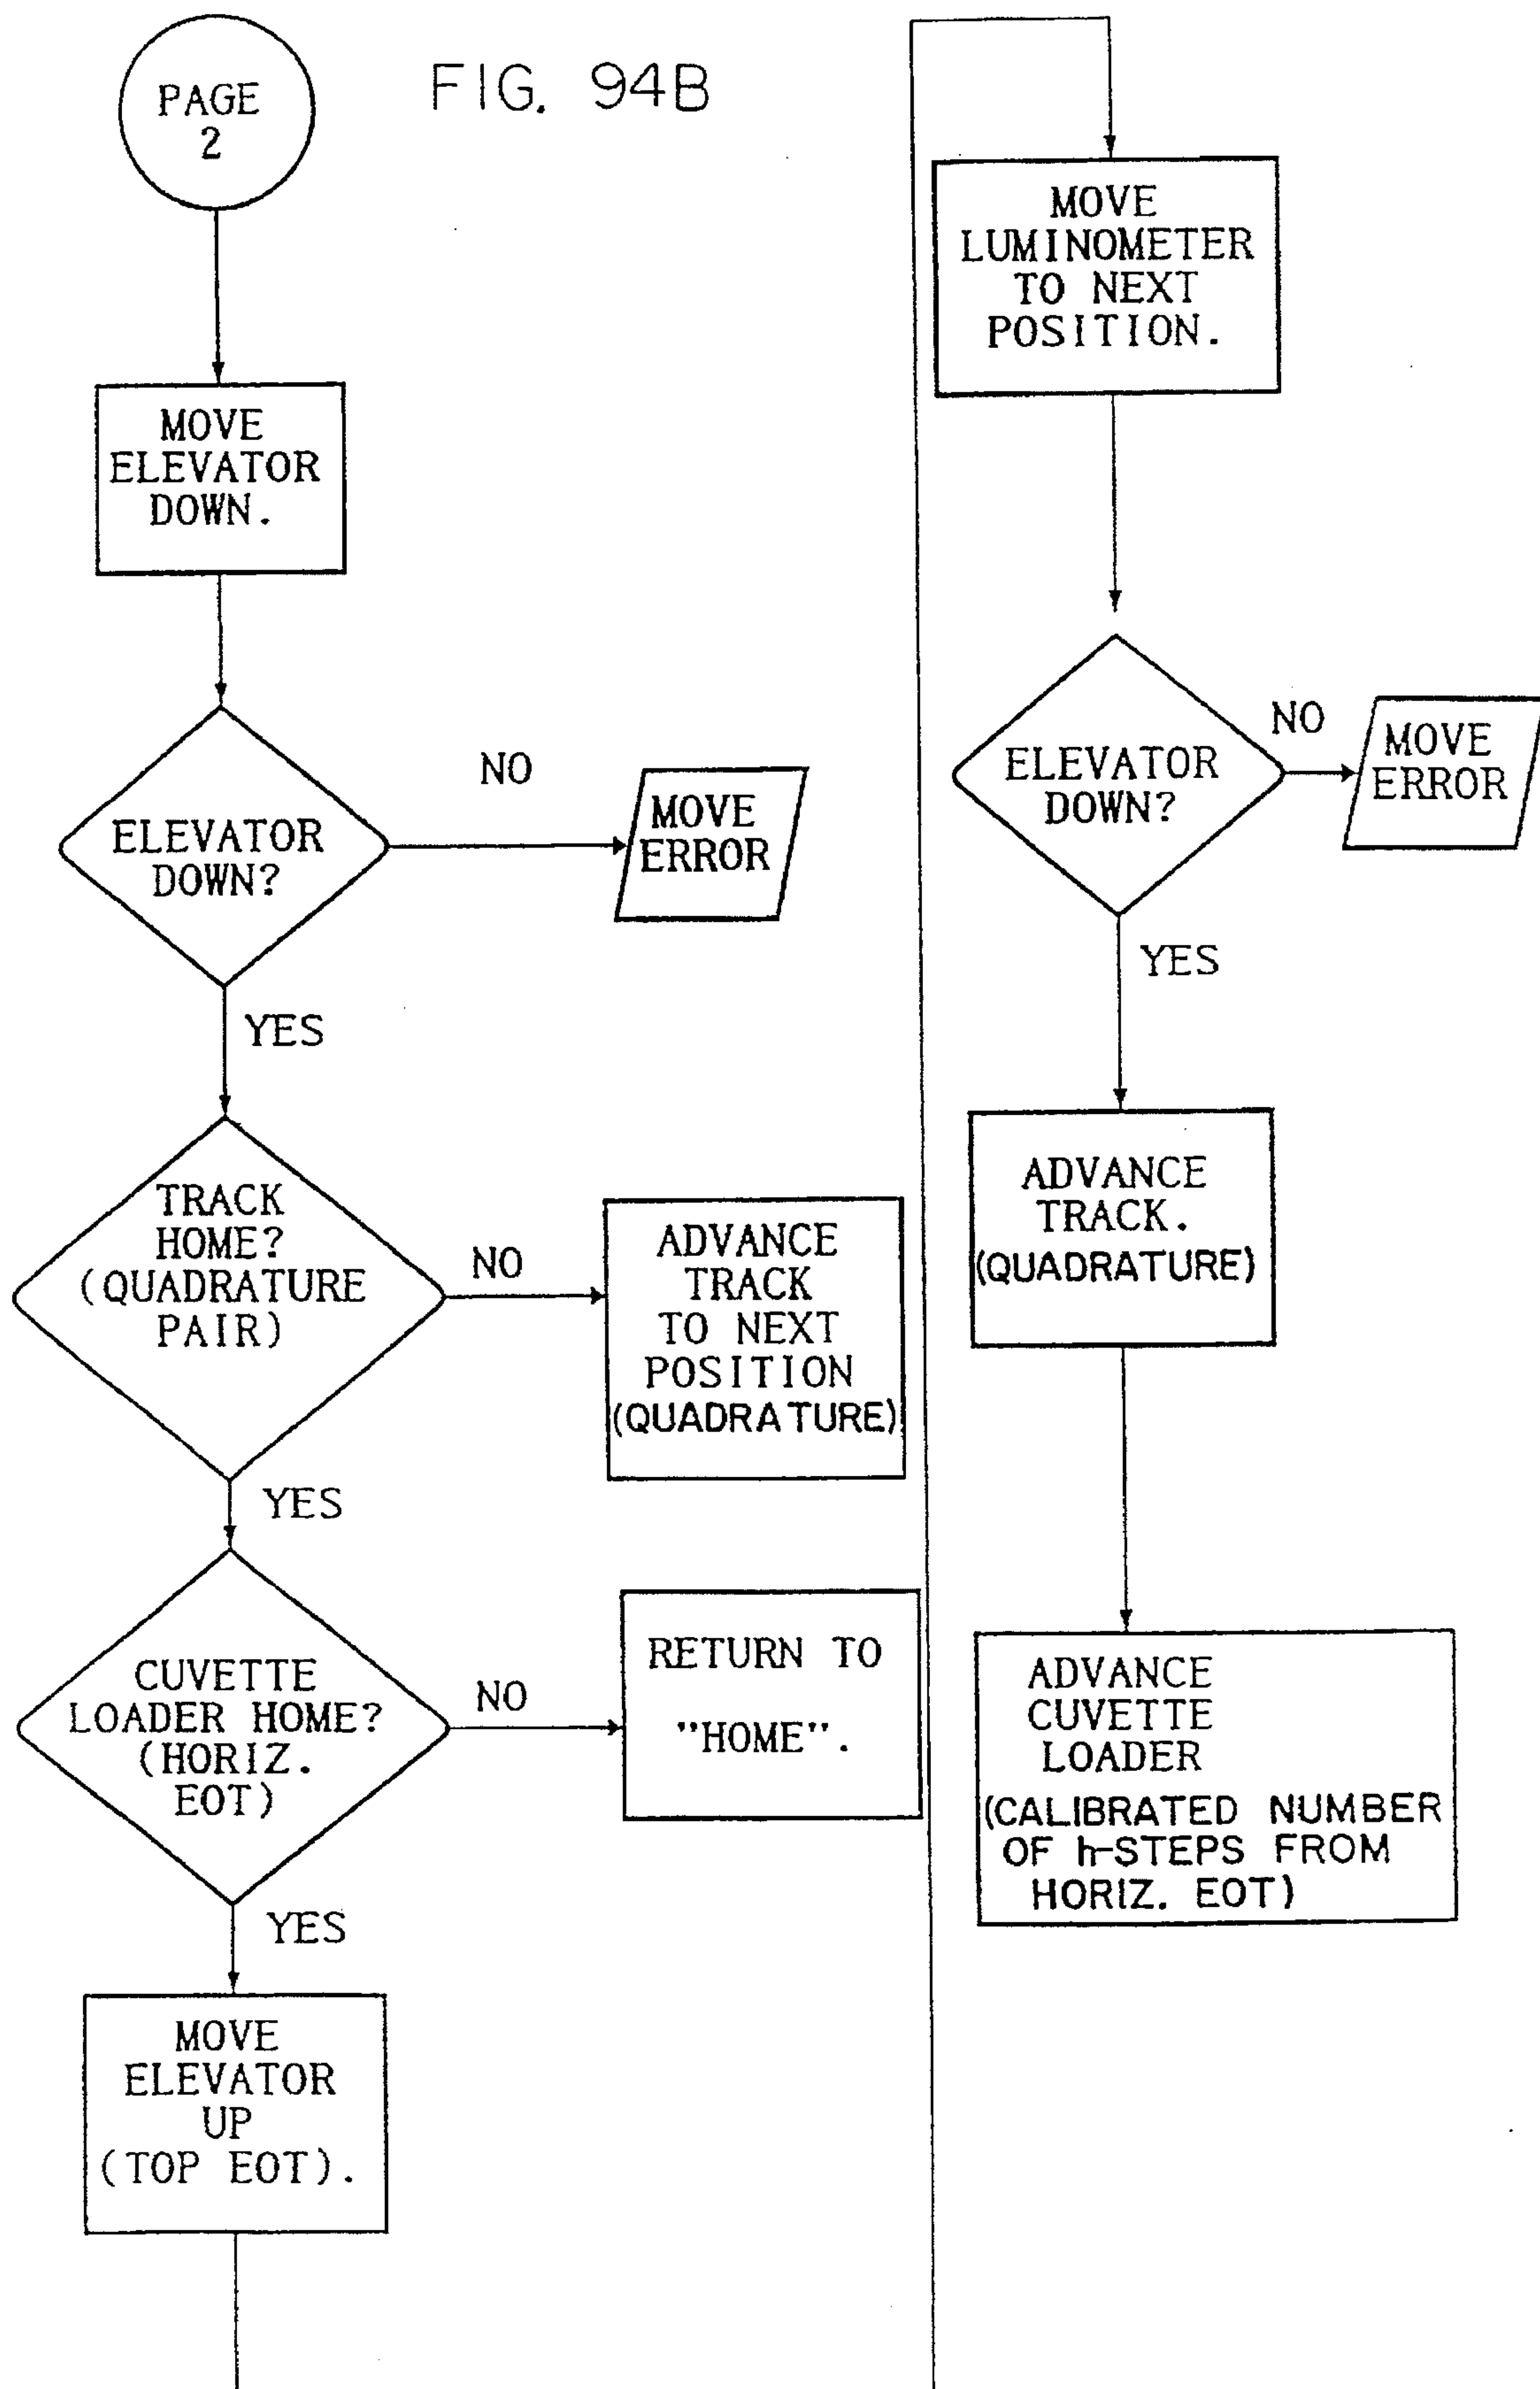 FIG. 94B
PAGE
2
MOVE
ELEVATOR
DOWN.
ELEVATOR
DOWN?
NO
MOVE
ERROR
YES
TRACK
HOME?
(QUADRATURE
PAIR)
NO
ADVANCE
TRACK
TO NEXT
POSITION
(QUADRATURE)
YES
CUVETTE
LOADER HOME?
(HORIZ.
EOT)
NO
RETURN TO
"HOME".
YES
MOVE
ELEVATOR
UP
(TOP EOT).
MOVE
LUMINOMETER
TO NEXT
POSITION.
ELEVATOR
DOWN?
NO
MOVE
ERROR
YES
ADVANCE
TRACK.
(QUADRATURE)
ADVANCE
CUVETTE
LOADER
(CALIBRATED NUMBER
OF h-STEPS FROM
HORIZ. EOT)